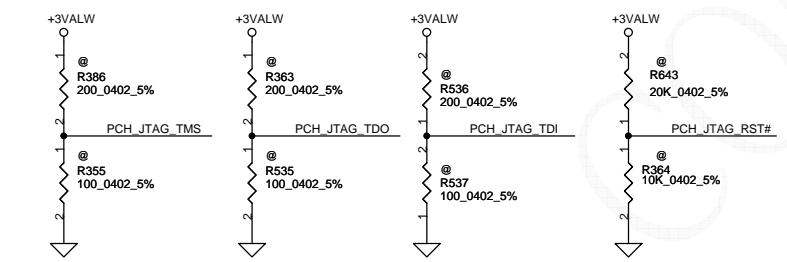 +3VALW
+3VALW
+3VALW
+3VALW
1
@
R386
200_0402_5%
2
1
@
R363
200_0402_5%
2
2
@
R536
200_0402_5%
1
2
@
R643
20K_0402_5%
1
PCH_JTAG_TMS
PCH_JTAG_TDO
PCH_JTAG_TDI
PCH_JTAG_RST#
1
@
R355
100_0402_5%
2
1
@
R535
100_0402_5%
2
2
@
R537
100_0402_5%
1
1
@
R364
10K_0402_5%
2